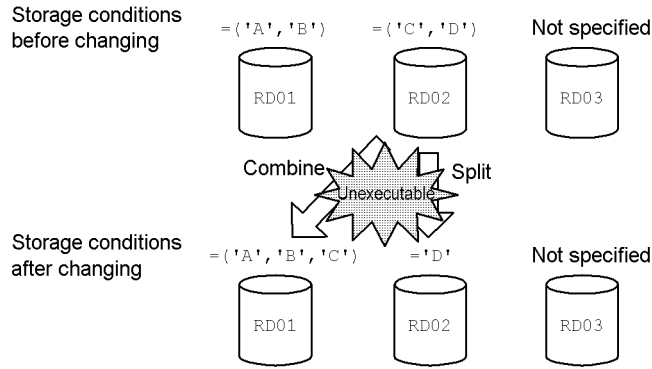 Storage conditions
before changing
=('A','B')
=('C','D')
Not specified
RD01
RD02
RD03
Combine
Unexecutable
Split
Storage conditions
after changing
=('A','B','C')
='D'
Not specified
RD01
RD02
RD03